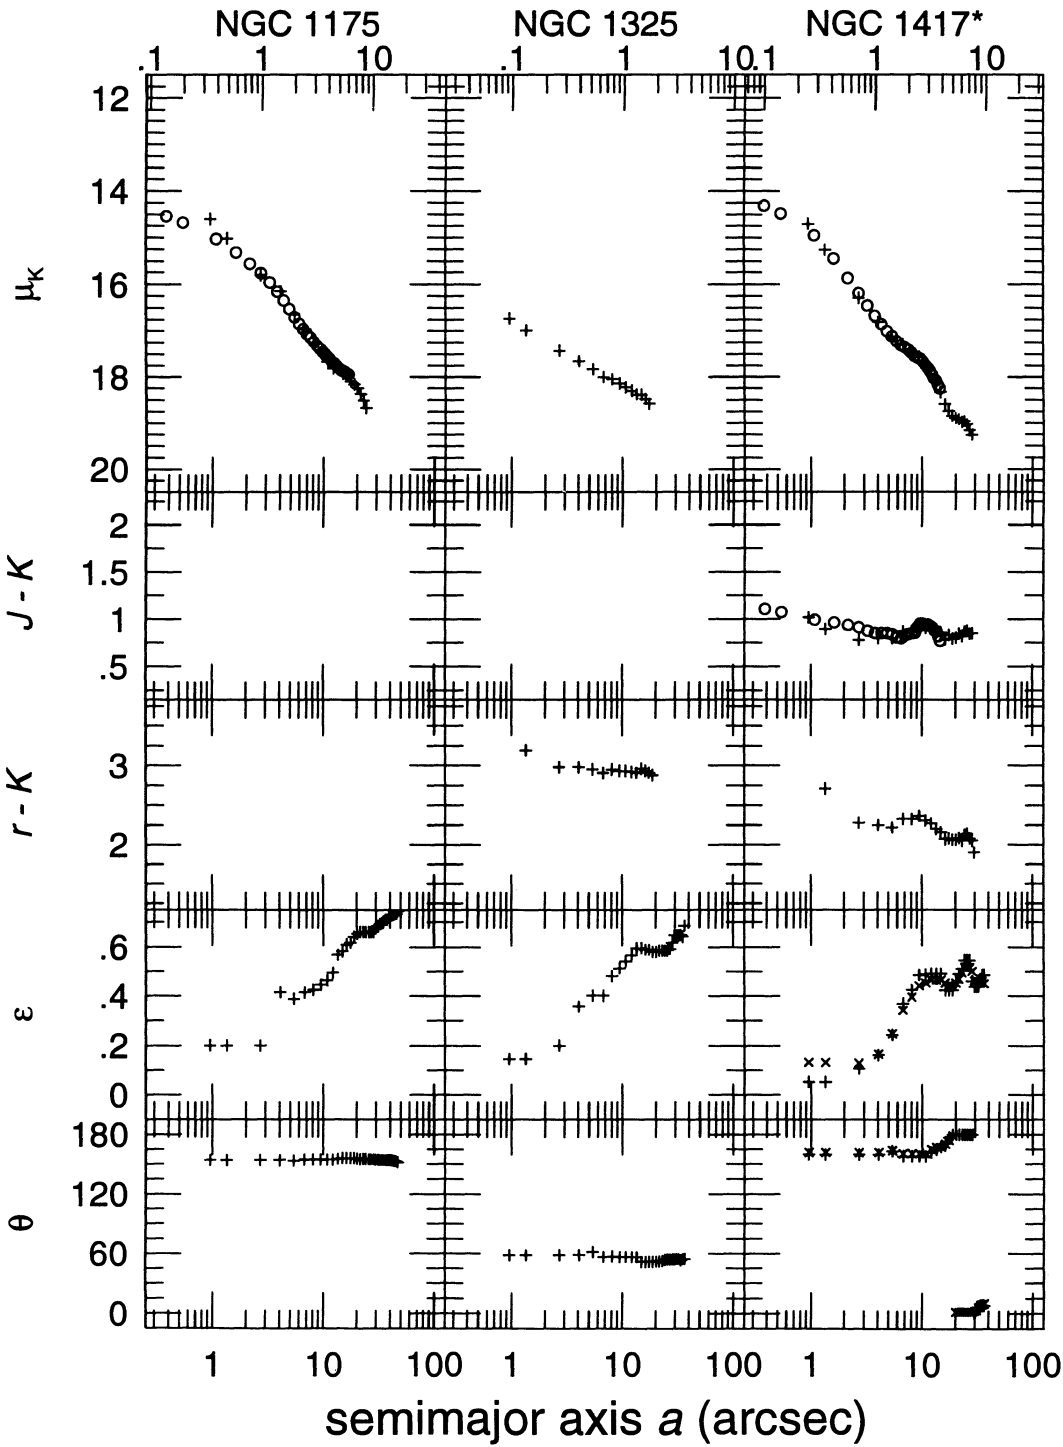 NGC 1175 NGC 1325 NGC 1417*
.1 1 10 .1 1 10 .1 1 10
12
14
μK
16
18
20
2
J - K
1.5
1
.5
3
r - K
2
.6
ε
.4
.2
0
180
120
θ
60
0
1 10 100 1 10 100 1 10 100
semimajor axis a (arcsec)